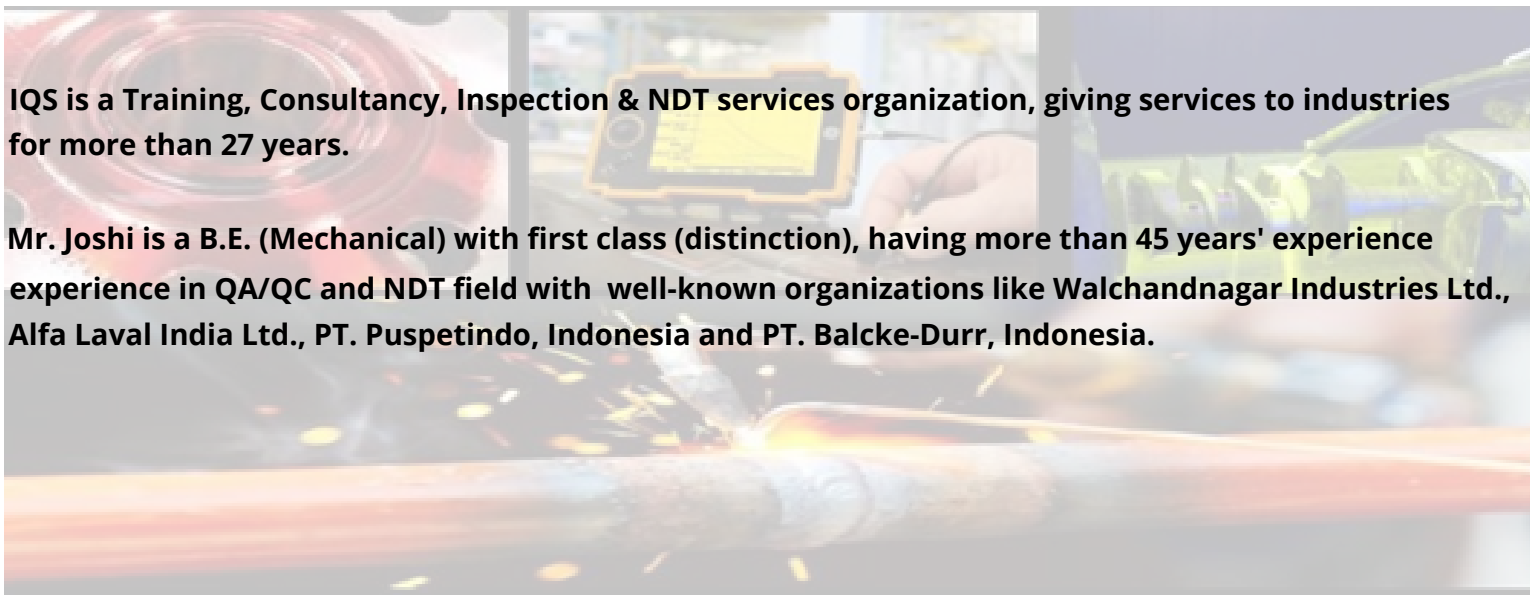 IQS is a Training, Consultancy, Inspection & NDT services organization, giving services to industries
for more than 27 years.
Mr. Joshi is a B.E. (Mechanical) with first class (distinction), having more than 45 years' experience
experience in QA/QC and NDT field with  well-known organizations like Walchandnagar Industries Ltd.,
Alfa Laval India Ltd., PT. Puspetindo, Indonesia and PT. Balcke-Durr, Indonesia.